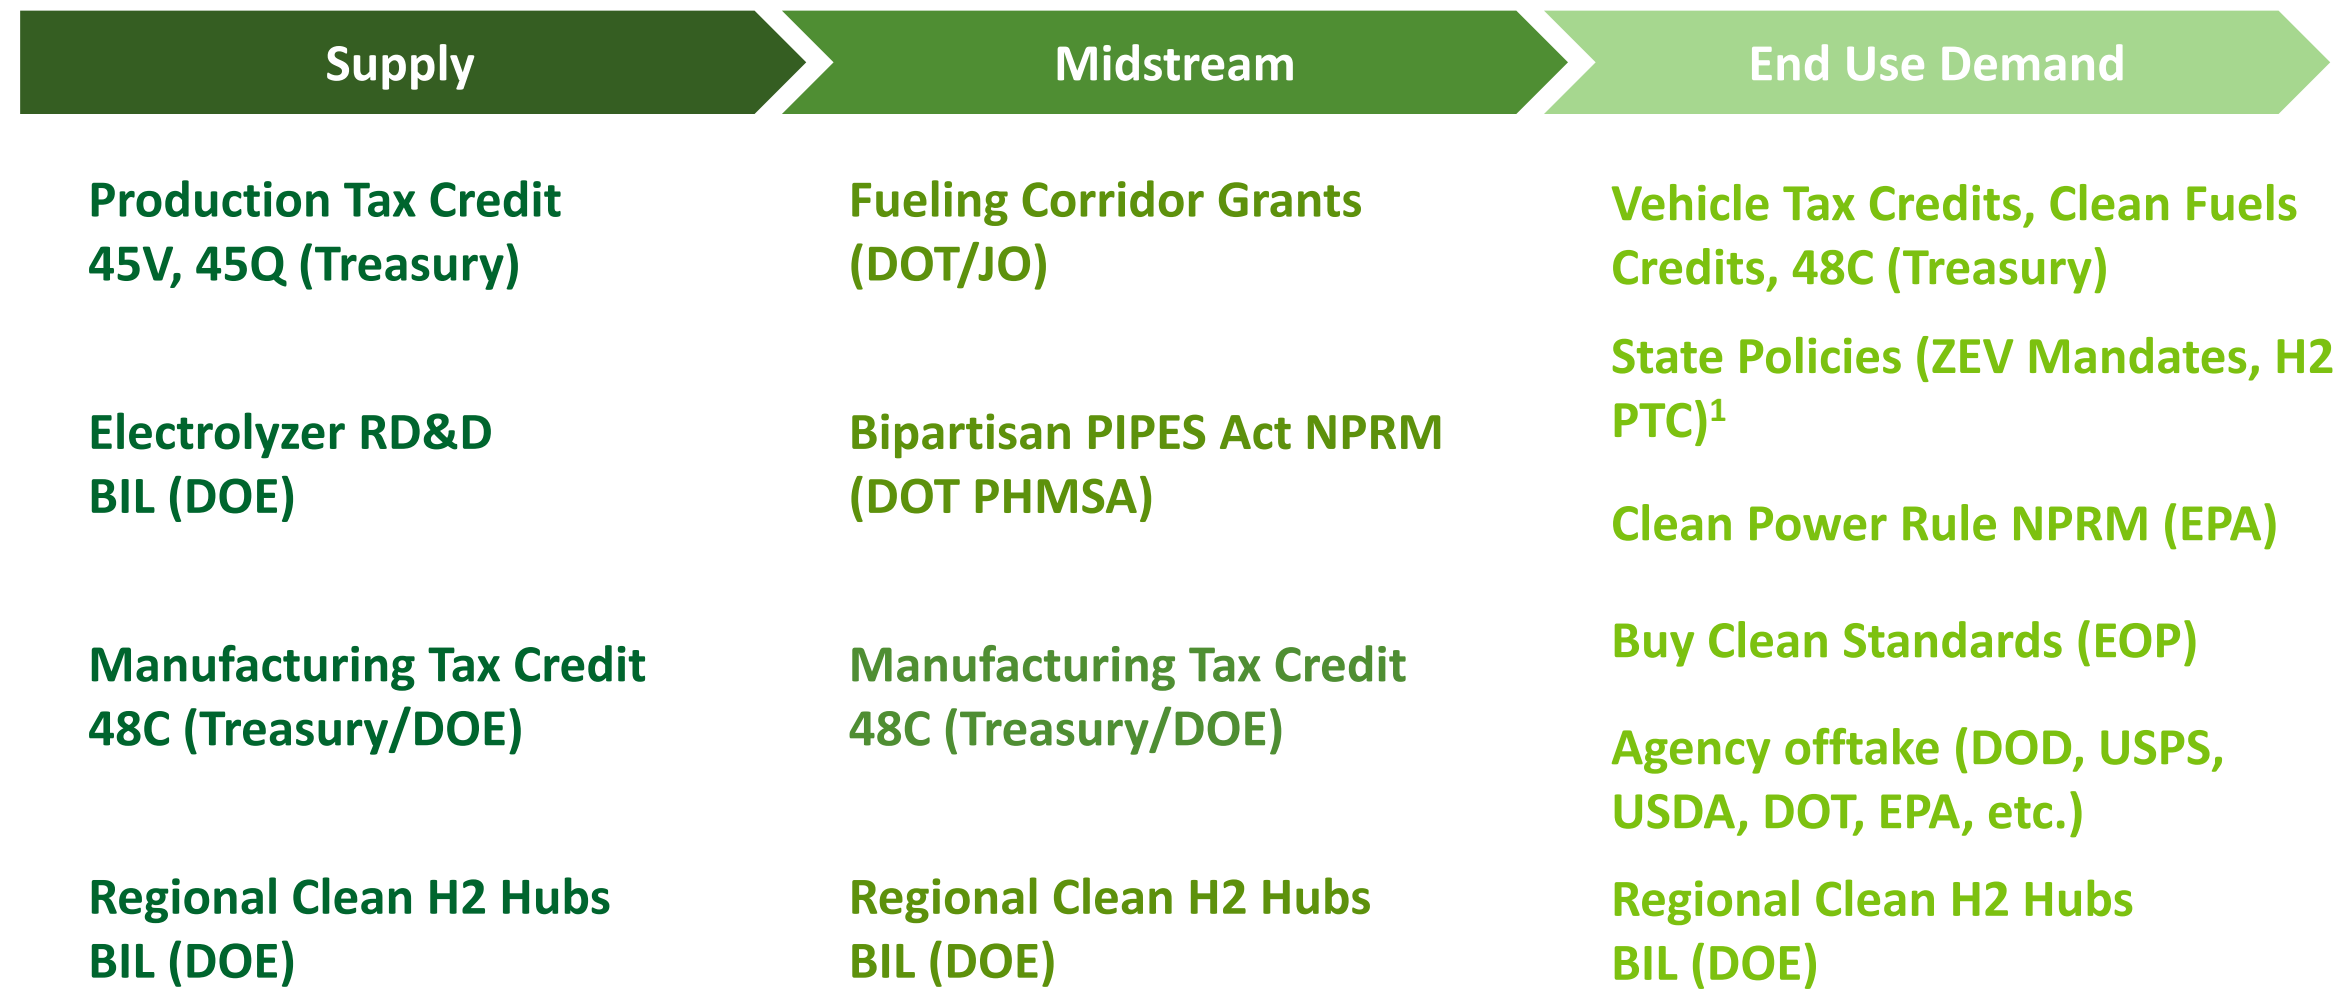 Supply
Midstream
End Use Demand
Production Tax Credit
45V, 45Q (Treasury)
Electrolyzer RD&D
BIL (DOE)
Manufacturing Tax Credit
48C (Treasury/DOE)
Regional Clean H2 Hubs
BIL (DOE)
Fueling Corridor Grants
(DOT/JO)
Bipartisan PIPES Act NPRM
(DOT PHMSA)
Manufacturing Tax Credit
48C (Treasury/DOE)
Regional Clean H2 Hubs
BIL (DOE)
Vehicle Tax Credits, Clean Fuels
Credits, 48C (Treasury)
State Policies (ZEV Mandates, H2
PTC)¹
Clean Power Rule NPRM (EPA)
Buy Clean Standards (EOP)
Agency offtake (DOD, USPS,
USDA, DOT, EPA, etc.)
Regional Clean H2 Hubs
BIL (DOE)